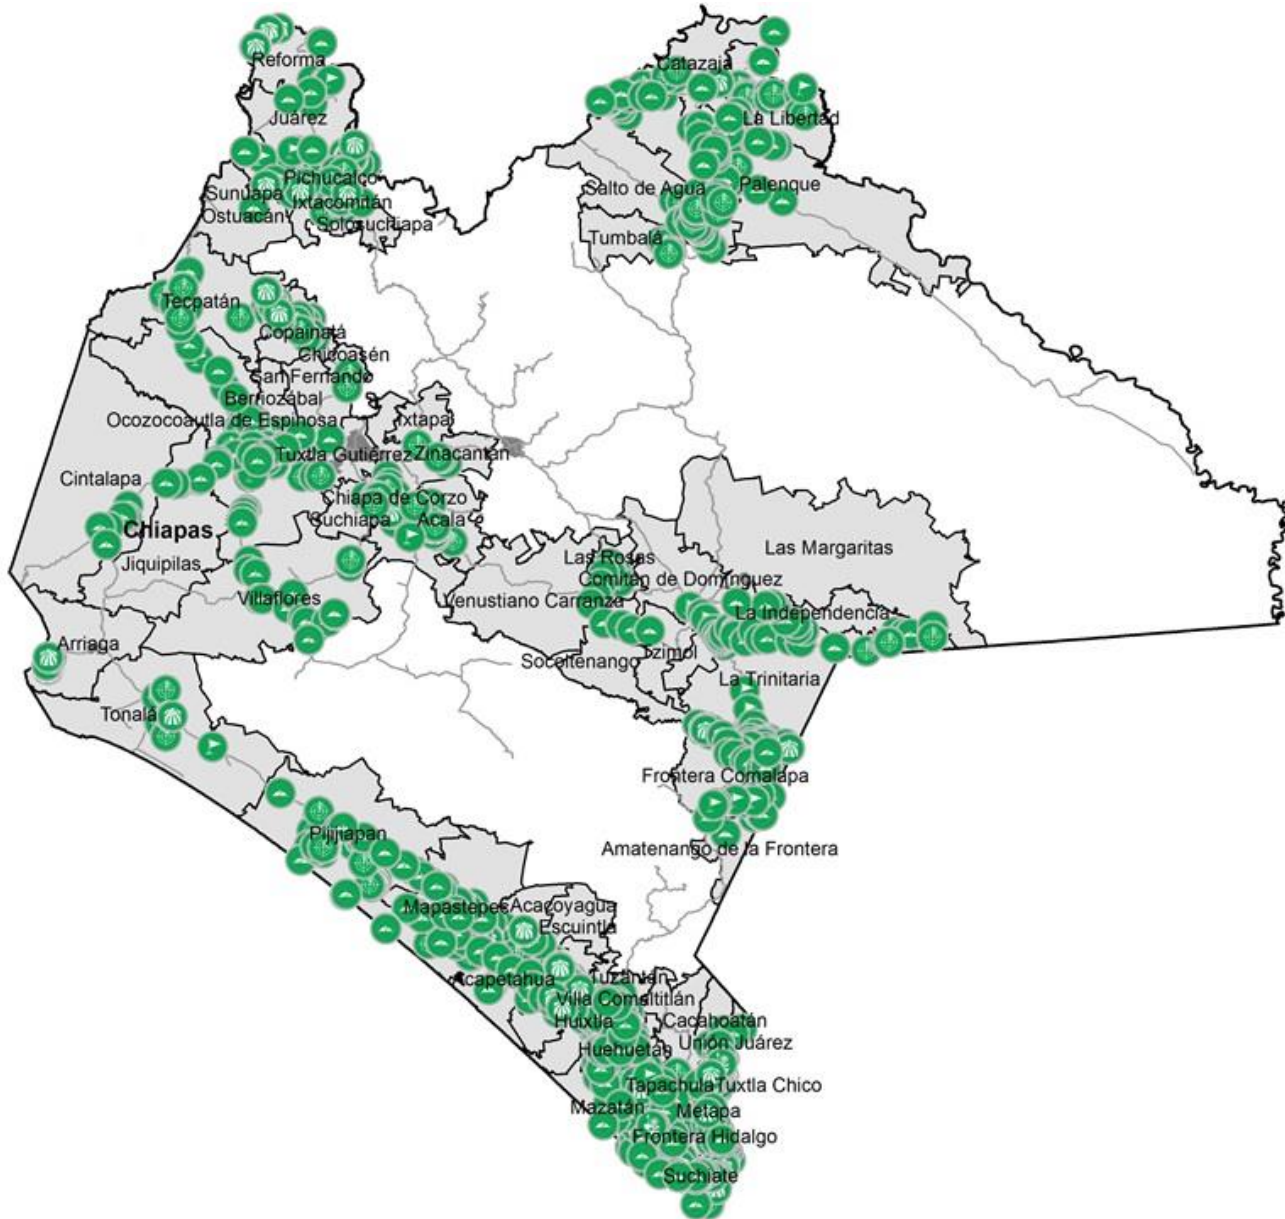 Reforma
Catazajá
Juárez
La Libertad
Pichucalco
Salto de Agua
Palenque
Sunuapa
Ixtacomitán
Ostuacán
Solosuchiapa
Tumbalá
Tecpatán
Copainatá
Chicoasén
San Fernando
Berriozábal
Ocozocoautla de Espinosa
Ixtapa
Tuxtla Gutiérrez
Zinacantán
Cintalapa
Chiapa de Corzo
Suchiapa
Acala
Chiapas
Las Margaritas
Las Rosas
Jiquipilas
Comitán de Domínguez
Villaflores
Venustiano Carranza
La Independencia
Arriaga
Socoltenango
Tzimol
La Trinitaria
Tonalá
Frontera Comalapa
Pijijiapan
Amatenango de la Frontera
Mapastepec
Acacoyagua
Escuintla
Acapetahua
Tuzantán
Villa Comaltitlán
Huixtla
Cacahoatán
Unión Juárez
Huehuetán
Tapachula
Tuxtla Chico
Mazatán
Metapa
Frontera Hidalgo
Suchiate